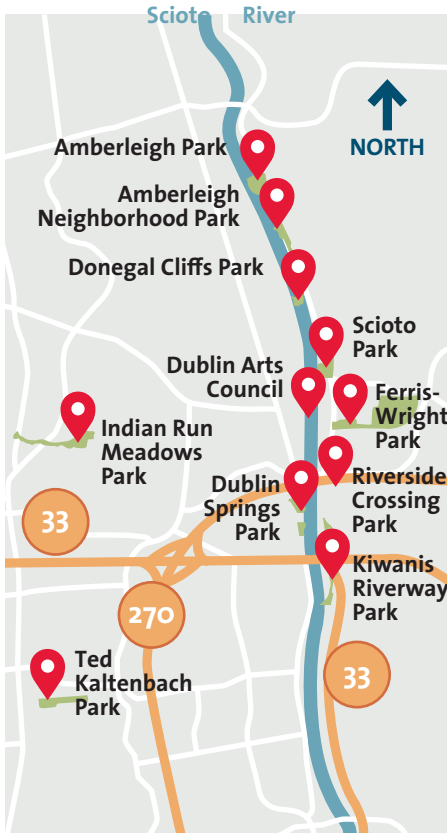 Scioto River
NORTH
Amberleigh Park
Amberleigh
Neighborhood Park
Donegal Cliffs Park
Scioto
Park
Dublin Arts
Council
Ferris-
Wright
Park
Indian Run
Meadows
Park
Dublin
Springs
Park
Riverside
Crossing
Park
33
Kiwanis
Riverway
Park
270
Ted
Kaltenbach
Park
33